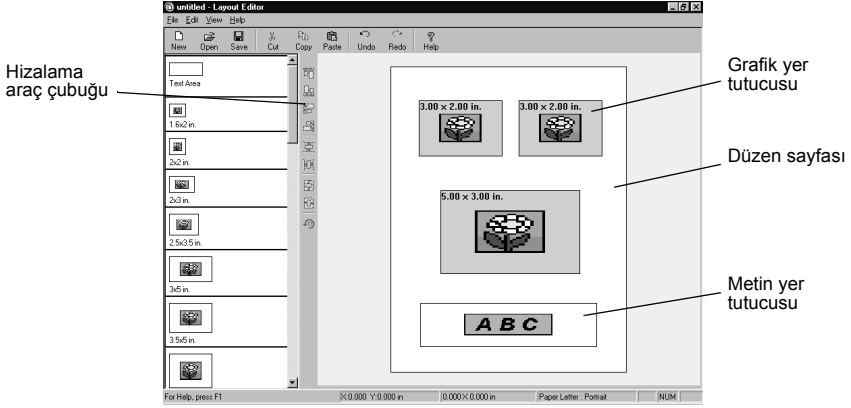 untitled - Layout Editor
File Edit View Help
New Open Save Cut Copy Paste Undo Redo Help
Hizalama
araç çubuğu
Text Area
1.6x2 in.
2x2 in.
2x3 in.
2.5x3.5 in.
3x5 in.
3.5x5 in.
3.00 x 2.00 in.
3.00 x 2.00 in.
5.00 x 3.00 in.
A B C
Grafik yer
tutucusu
Düzen sayfası
Metin yer
tutucusu
For Help, press F1 X:0.000 Y:0.000 in 0.000 X 0.000 in Paper Letter : Portrait NUM